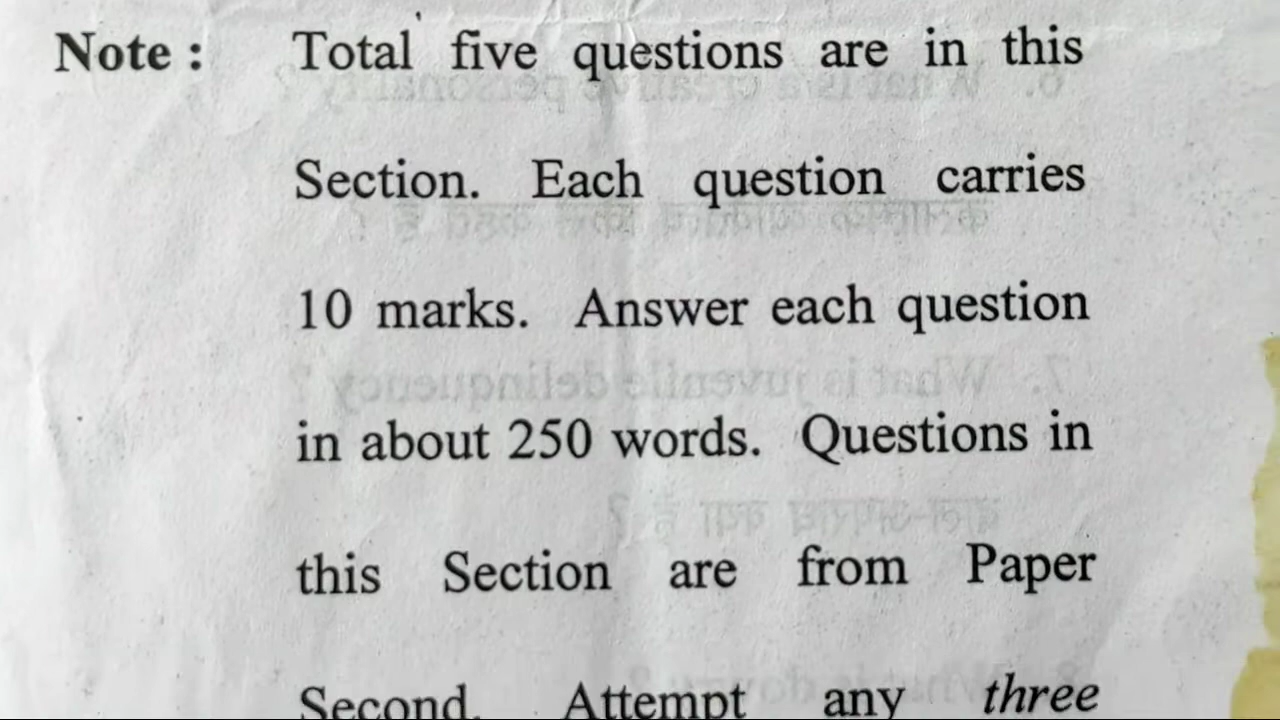 Note : Total five questions are in this
Section. Each question carries
10 marks. Answer each question
in about 250 words. Questions in
this Section are from Paper
Second. Attempt any three